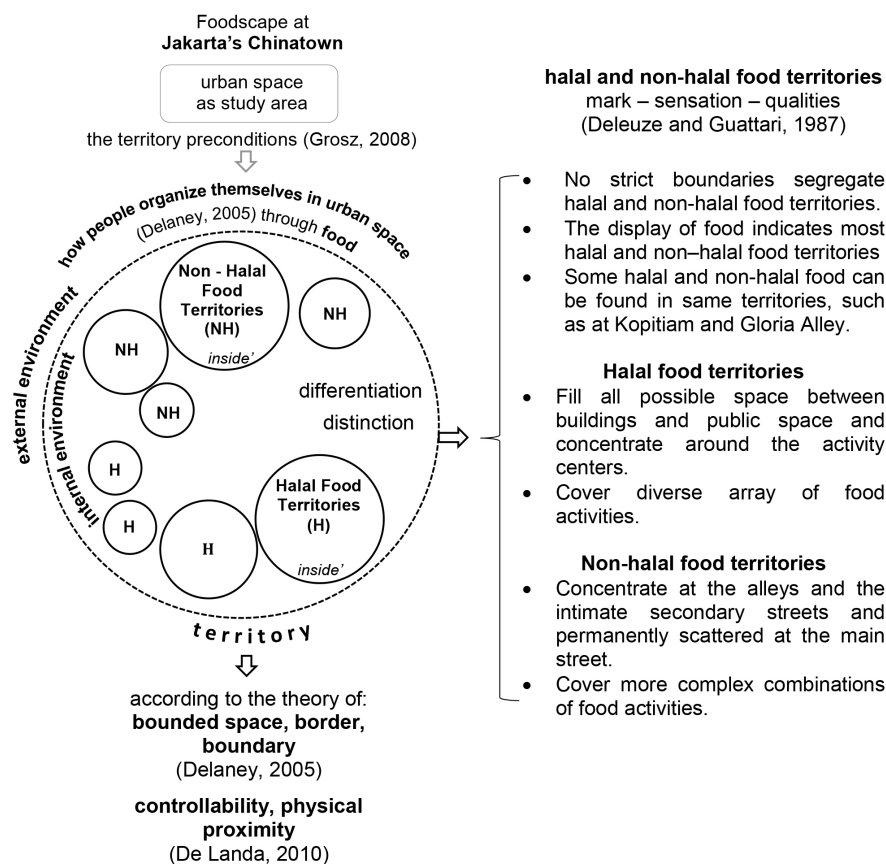 Foodscape at
Jakarta's Chinatown
urban space
as study area
the territory preconditions (Grosz, 2008)
how people organize themselves in urban space
(Delaney, 2005) through food
external environment
internal environment
Non - Halal
Food
Territories
(NH)
inside'
NH
NH
NH
differentiation
distinction
H
H
H
Halal Food
Territories
(H)
inside'
territory
according to the theory of:
bounded space, border,
boundary
(Delaney, 2005)
controllability, physical
proximity
(De Landa, 2010)
halal and non-halal food territories
mark – sensation – qualities
(Deleuze and Guattari, 1987)
• No strict boundaries segregate
halal and non-halal food territories.
• The display of food indicates most
halal and non–halal food territories
• Some halal and non-halal food can
be found in same territories, such
as at Kopitiam and Gloria Alley.
Halal food territories
• Fill all possible space between
buildings and public space and
concentrate around the activity
centers.
• Cover diverse array of food
activities.
Non-halal food territories
• Concentrate at the alleys and the
intimate secondary streets and
permanently scattered at the main
street.
• Cover more complex combinations
of food activities.